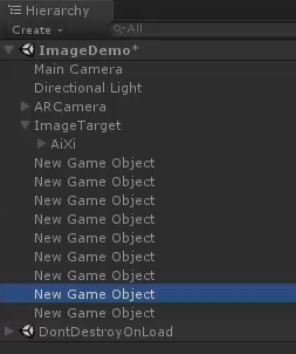 Hierarchy
Create All
ImageDemo*
Main Camera
Directional Light
ARCamera
ImageTarget
AiXi
New Game Object
New Game Object
New Game Object
New Game Object
New Game Object
New Game Object
New Game Object
New Game Object
New Game Object
DontDestroyOnLoad